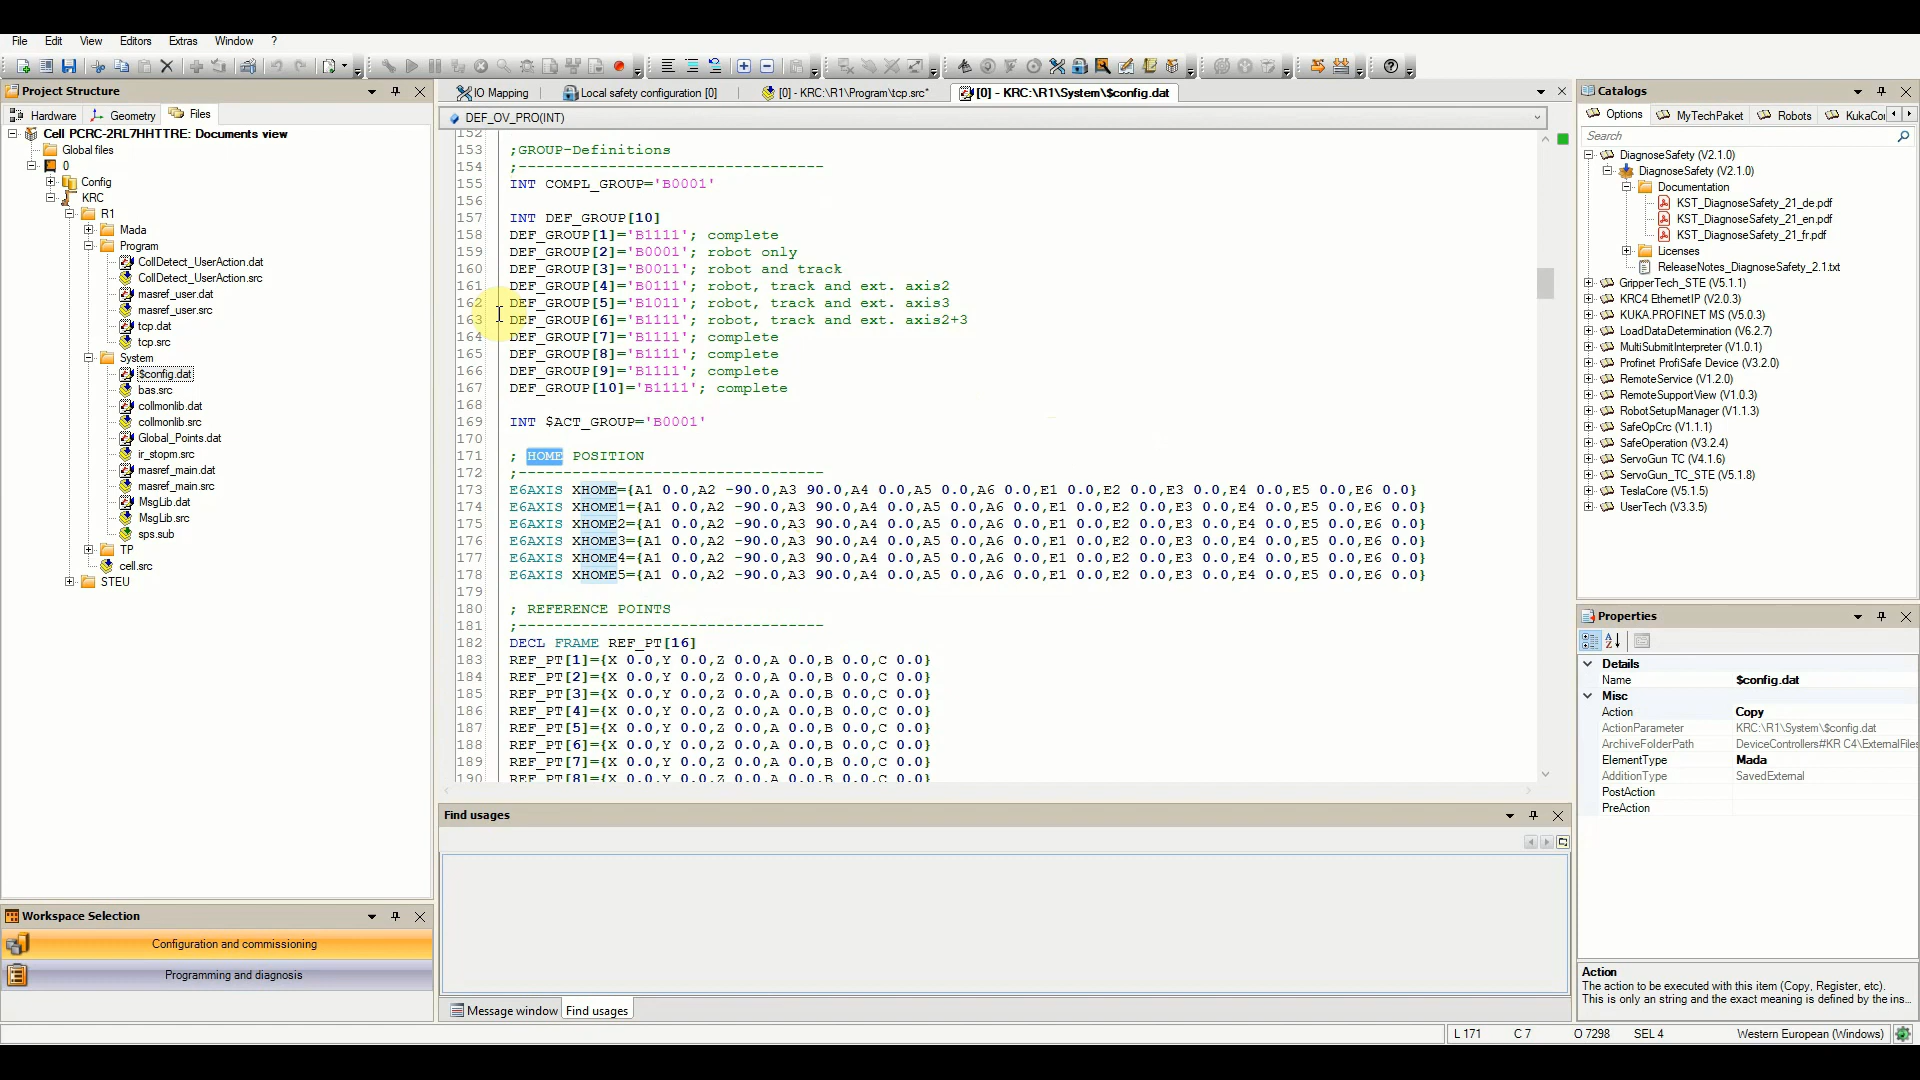 File Edit View Editors Extras Window ?
Project Structure
Hardware Geometry Files
Cell PCRC-2RL7HHTTRE: Documents view
Global files
0
Config
KRC
R1
Mada
Program
CollDetect_UserAction.dat
CollDetect_UserAction.src
masref_user.dat
masref_user.src
tcp.dat
tcp.src
System
$config.dat
bas.src
collmonlib.dat
collmonlib.src
Global_Points.dat
ir_stopm.src
masref_main.dat
masref_main.src
MsgLib.dat
MsgLib.src
sps.sub
TP
cell.src
STEU
Workspace Selection
Configuration and commissioning
Programming and diagnosis
IO Mapping Local safety configuration [0] [0] - KRC:\R1\Program\tcp.src* [0] - KRC:\R1\System\$config.dat
DEF_OV_PRO(INT)
152
153 ;GROUP-Definitions
154 ;----------------------------------
155 INT COMPL_GROUP='B0001'
156
157 INT DEF_GROUP[10]
158 DEF_GROUP[1]='B1111'; complete
159 DEF_GROUP[2]='B0001'; robot only
160 DEF_GROUP[3]='B0011'; robot and track
161 DEF_GROUP[4]='B0111'; robot, track and ext. axis2
162 DEF_GROUP[5]='B1011'; robot, track and ext. axis3
163 DEF_GROUP[6]='B1111'; robot, track and ext. axis2+3
164 DEF_GROUP[7]='B1111'; complete
165 DEF_GROUP[8]='B1111'; complete
166 DEF_GROUP[9]='B1111'; complete
167 DEF_GROUP[10]='B1111'; complete
168
169 INT $ACT_GROUP='B0001'
170
171 ; HOME POSITION
172 ;----------------------------------
173 E6AXIS XHOME={A1 0.0,A2 -90.0,A3 90.0,A4 0.0,A5 0.0,A6 0.0,E1 0.0,E2 0.0,E3 0.0,E4 0.0,E5 0.0,E6 0.0}
174 E6AXIS XHOME1={A1 0.0,A2 -90.0,A3 90.0,A4 0.0,A5 0.0,A6 0.0,E1 0.0,E2 0.0,E3 0.0,E4 0.0,E5 0.0,E6 0.0}
175 E6AXIS XHOME2={A1 0.0,A2 -90.0,A3 90.0,A4 0.0,A5 0.0,A6 0.0,E1 0.0,E2 0.0,E3 0.0,E4 0.0,E5 0.0,E6 0.0}
176 E6AXIS XHOME3={A1 0.0,A2 -90.0,A3 90.0,A4 0.0,A5 0.0,A6 0.0,E1 0.0,E2 0.0,E3 0.0,E4 0.0,E5 0.0,E6 0.0}
177 E6AXIS XHOME4={A1 0.0,A2 -90.0,A3 90.0,A4 0.0,A5 0.0,A6 0.0,E1 0.0,E2 0.0,E3 0.0,E4 0.0,E5 0.0,E6 0.0}
178 E6AXIS XHOME5={A1 0.0,A2 -90.0,A3 90.0,A4 0.0,A5 0.0,A6 0.0,E1 0.0,E2 0.0,E3 0.0,E4 0.0,E5 0.0,E6 0.0}
179
180 ; REFERENCE POINTS
181 ;----------------------------------
182 DECL FRAME REF_PT[16]
183 REF_PT[1]={X 0.0,Y 0.0,Z 0.0,A 0.0,B 0.0,C 0.0}
184 REF_PT[2]={X 0.0,Y 0.0,Z 0.0,A 0.0,B 0.0,C 0.0}
185 REF_PT[3]={X 0.0,Y 0.0,Z 0.0,A 0.0,B 0.0,C 0.0}
186 REF_PT[4]={X 0.0,Y 0.0,Z 0.0,A 0.0,B 0.0,C 0.0}
187 REF_PT[5]={X 0.0,Y 0.0,Z 0.0,A 0.0,B 0.0,C 0.0}
188 REF_PT[6]={X 0.0,Y 0.0,Z 0.0,A 0.0,B 0.0,C 0.0}
189 REF_PT[7]={X 0.0,Y 0.0,Z 0.0,A 0.0,B 0.0,C 0.0}
190 REF_PT[8]={X 0.0,Y 0.0,Z 0.0,A 0.0,B 0.0,C 0.0}
Find usages
Message window Find usages
Catalogs
Options MyTechPaket Robots KukaCon
Search
DiagnoseSafety (V2.1.0)
DiagnoseSafety (V2.1.0)
Documentation
KST_DiagnoseSafety_21_de.pdf
KST_DiagnoseSafety_21_en.pdf
KST_DiagnoseSafety_21_fr.pdf
Licenses
ReleaseNotes_DiagnoseSafety_2.1.txt
GripperTech_STE (V5.1.1)
KRC4 EthernetIP (V2.0.3)
KUKA.PROFINET MS (V5.0.3)
LoadDataDetermination (V6.2.7)
MultiSubmitInterpreter (V1.0.1)
Profinet ProfiSafe Device (V3.2.0)
RemoteService (V1.2.0)
RemoteSupportView (V1.0.3)
RobotSetupManager (V1.1.3)
SafeOpCrc (V1.1.1)
SafeOperation (V3.2.4)
ServoGun TC (V4.1.6)
ServoGun_TC_STE (V5.1.8)
TeslaCore (V5.1.5)
UserTech (V3.3.5)
Properties
Details
Name $config.dat
Misc
Action Copy
ActionParameter KRC:\R1\System\$config.dat
ArchiveFolderPath DeviceControllers#KR C4\ExternalFiles
ElementType Mada
AdditionType SavedExternal
PostAction
PreAction
Action
The action to be executed with this item (Copy, Register, etc).
This is only an string and the exact meaning is defined by the ins...
L 171 C 7 O 7298 SEL 4 Western European (Windows)